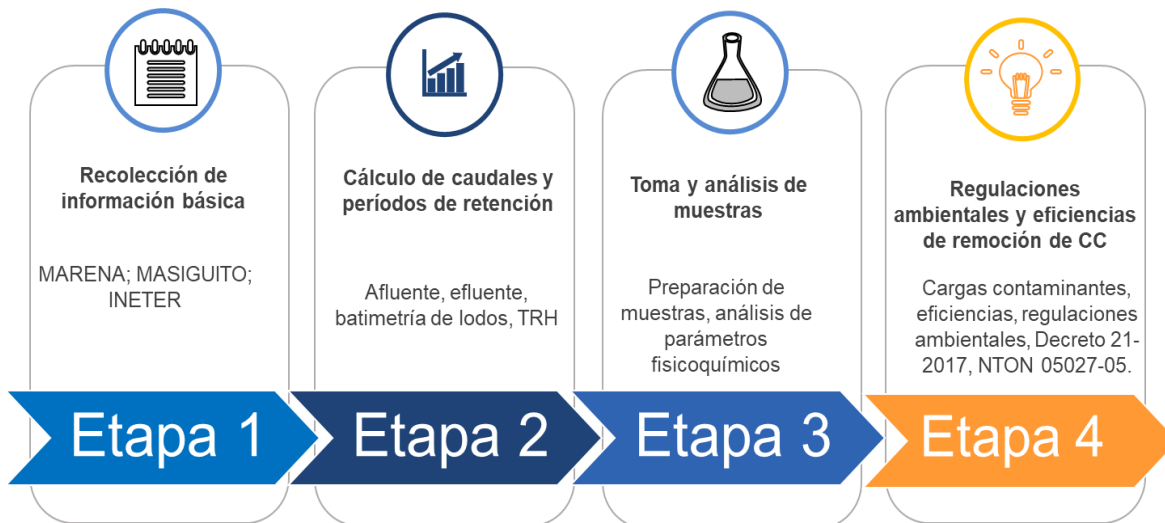 Recolección de
información básica
MARENA; MASIGUITO;
INETER
Etapa 1
Cálculo de caudales y
períodos de retención
Afluente, efluente,
batimetría de lodos, TRH
Etapa 2
Toma y análisis de
muestras
Preparación de
muestras, análisis de
parámetros
fisicoquímicos
Etapa 3
Regulaciones
ambientales y eficiencias
de remoción de CC
Cargas contaminantes,
eficiencias, regulaciones
ambientales, Decreto 21-
2017, NTON 05027-05.
Etapa 4